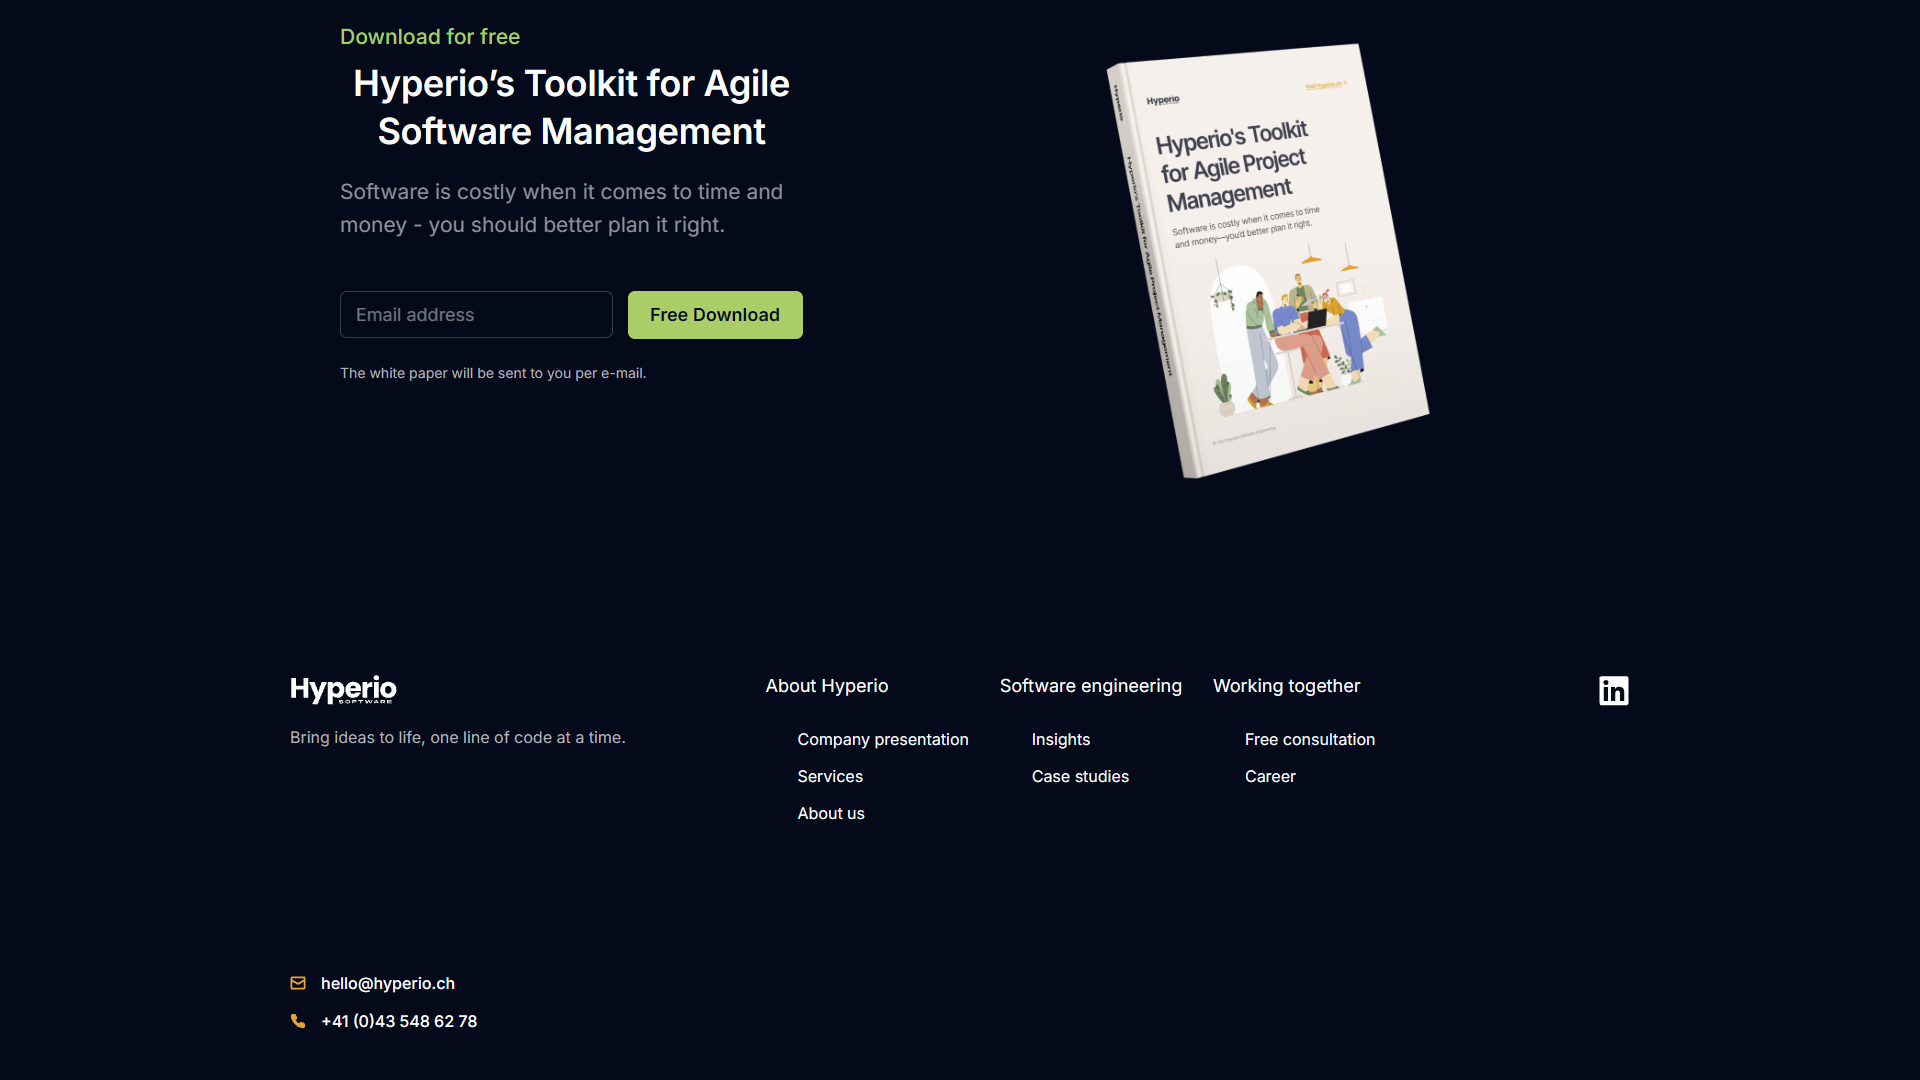 Download for free
Hyperio’s Toolkit for Agile
Software Management
Software is costly when it comes to time and
money - you should better plan it right.
Email address
Free Download
The white paper will be sent to you per e-mail.
Hyperio
Hyperio's Toolkit for Agile Project Management
Hyperio
Visit Hyperio.ch
Hyperio's Toolkit
for Agile Project
Management
Software is costly when it comes to time
and money—you'd better plan it right.
Hyperio
SOFTWARE
Bring ideas to life, one line of code at a time.
About Hyperio
Company presentation
Services
About us
Software engineering
Insights
Case studies
Working together
Free consultation
Career
in
hello@hyperio.ch
+41 (0)43 548 62 78